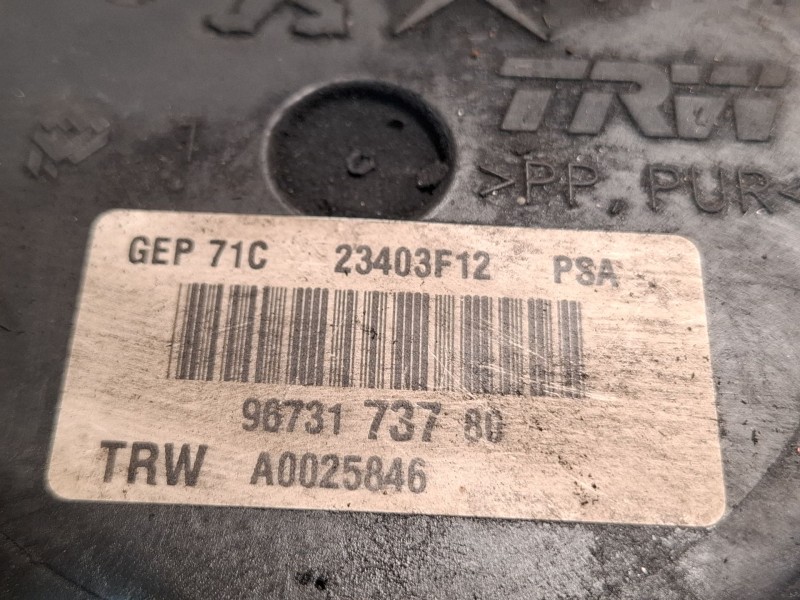 TRW
>PP, PUR<
GEP 71C 23403F12 PSA
96731 737 80
TRW A0025846